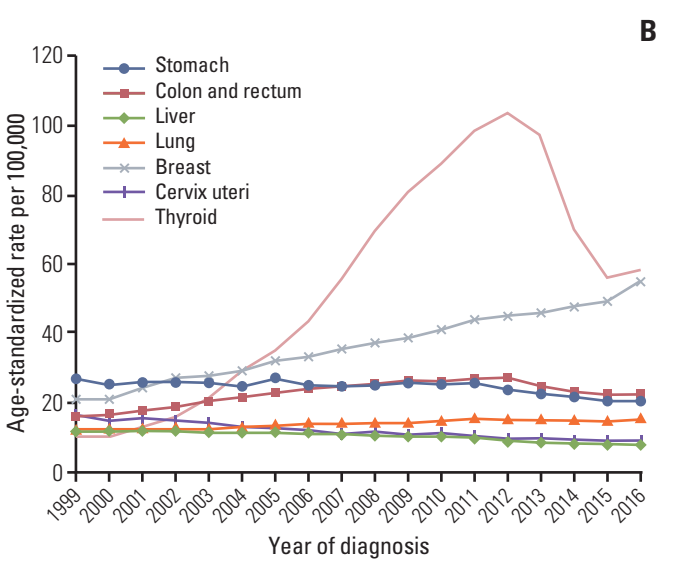 B
120
100
80
60
40
20
0
Age-standardized rate per 100,000
Stomach
Colon and rectum
Liver
Lung
Breast
Cervix uteri
Thyroid
1999 2000 2001 2002 2003 2004 2005 2006 2007 2008 2009 2010 2011 2012 2013 2014 2015 2016
Year of diagnosis